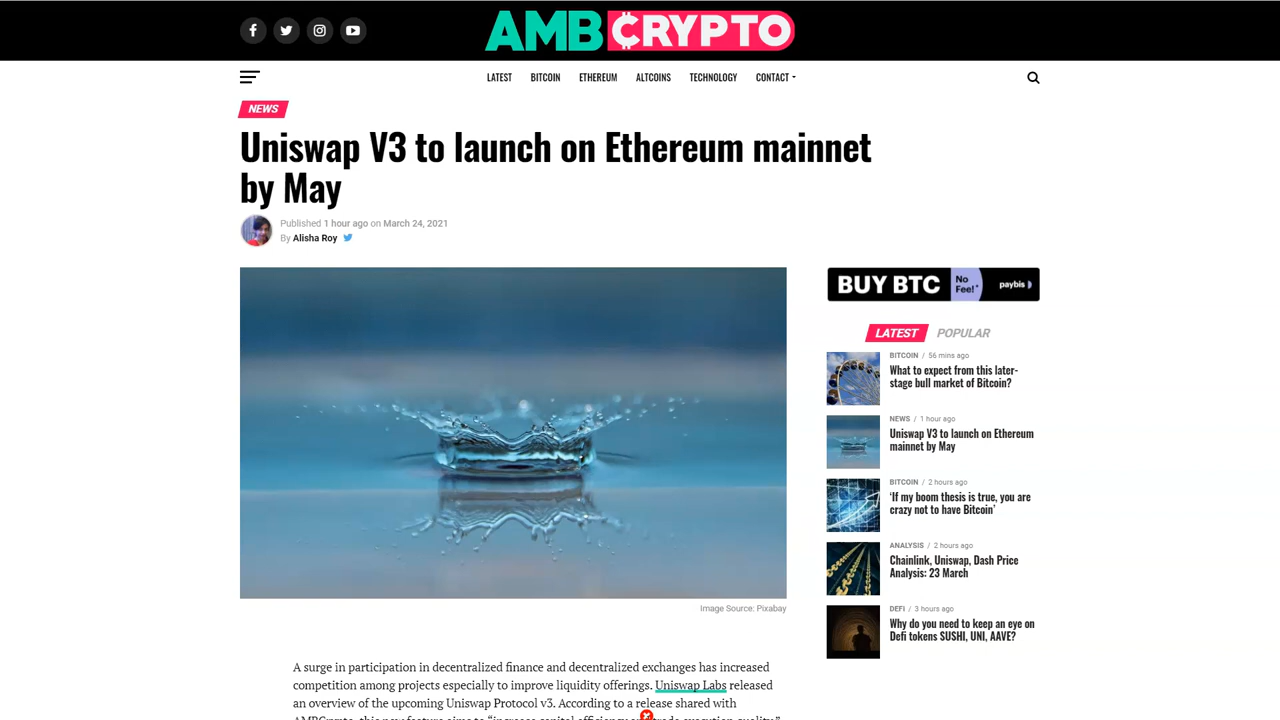 AMBCRYPTO
LATEST BITCOIN ETHEREUM ALTCOINS TECHNOLOGY CONTACT
NEWS
Uniswap V3 to launch on Ethereum mainnet
by May
Published 1 hour ago on March 24, 2021
By Alisha Roy
Image Source: Pixabay
A surge in participation in decentralized finance and decentralized exchanges has increased
competition among projects especially to improve liquidity offerings. Uniswap Labs released
an overview of the upcoming Uniswap Protocol v3. According to a release shared with
BUY BTC No Fee!* paybis
LATEST POPULAR
BITCOIN / 56 mins ago
What to expect from this later-
stage bull market of Bitcoin?
NEWS / 1 hour ago
Uniswap V3 to launch on Ethereum
mainnet by May
BITCOIN / 2 hours ago
‘If my boom thesis is true, you are
crazy not to have Bitcoin’
ANALYSIS / 2 hours ago
Chainlink, Uniswap, Dash Price
Analysis: 23 March
DEFI / 3 hours ago
Why do you need to keep an eye on
Defi tokens SUSHI, UNI, AAVE?